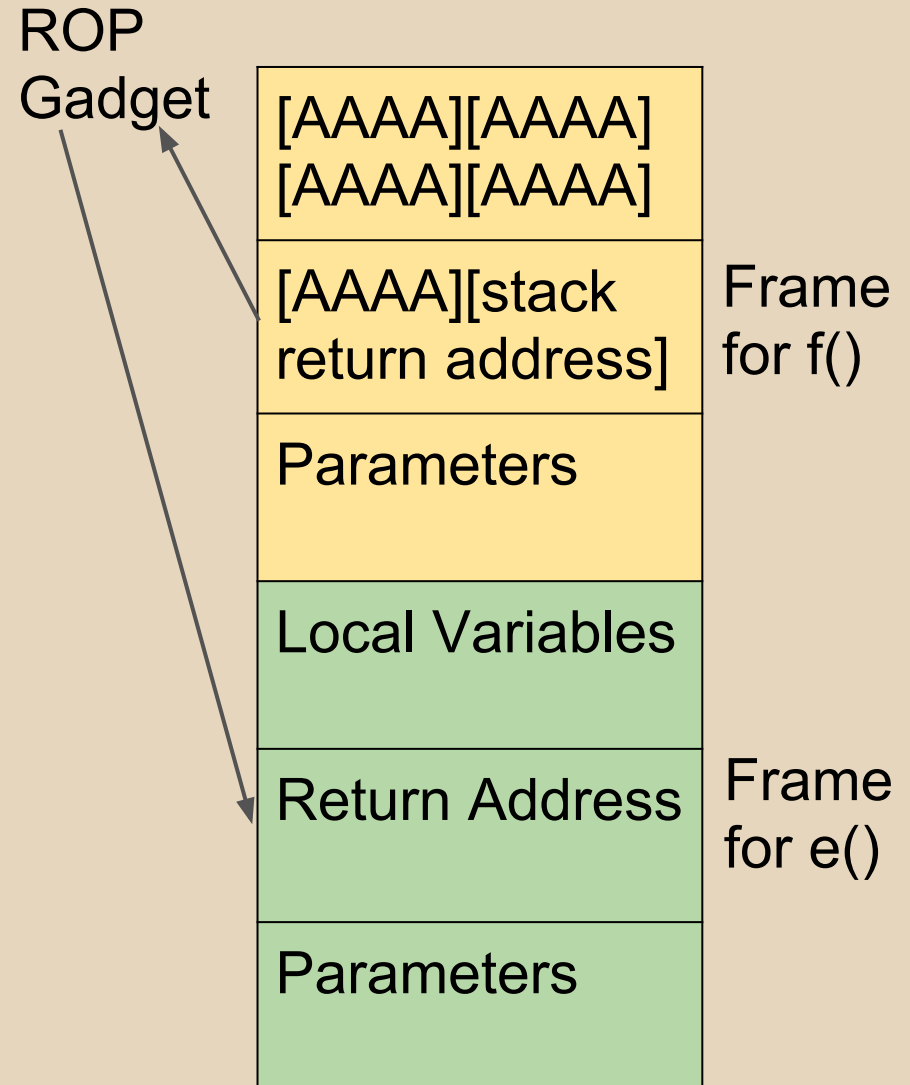 ROP
Gadget
[AAAA][AAAA]
[AAAA][AAAA]
[AAAA][stack
return address]
Frame
for f()
Parameters
Local Variables
Return Address
Frame
for e()
Parameters